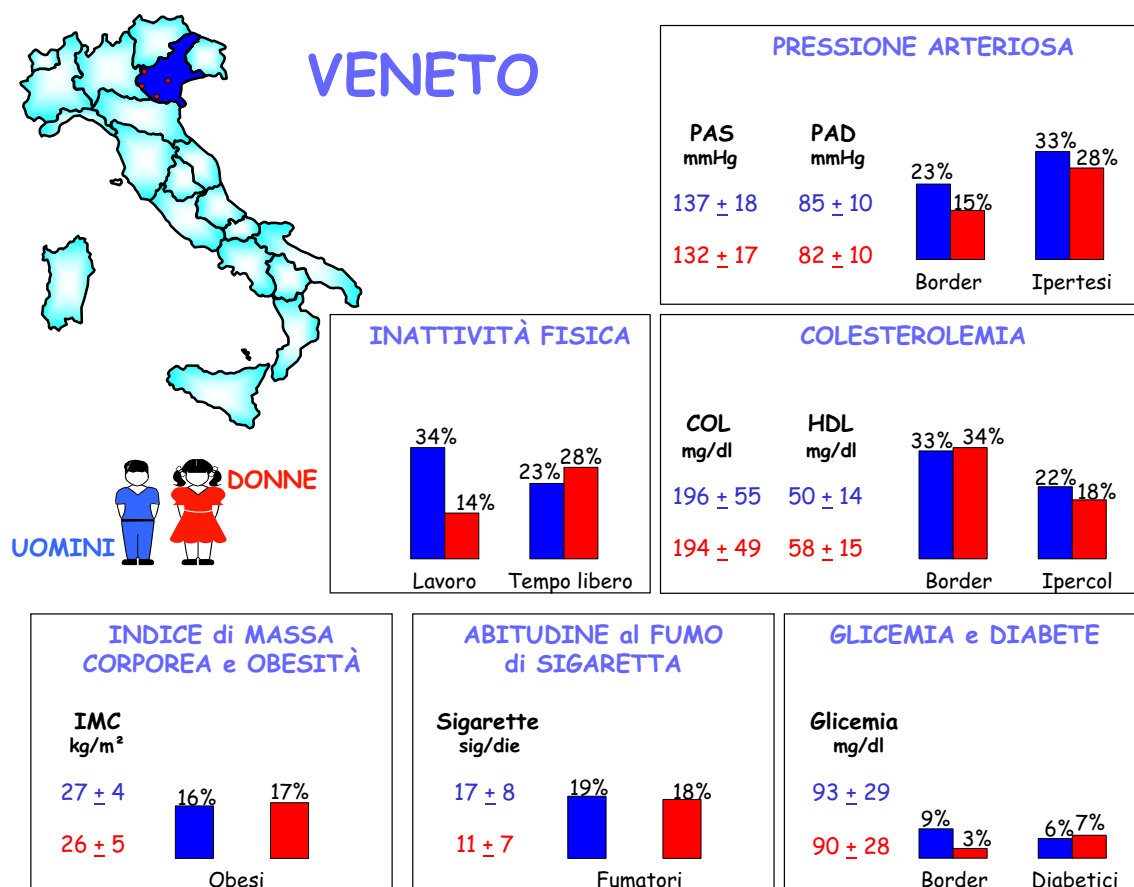 VENETO
PRESSIONE ARTERIOSA
PAS
mmHg
PAD
mmHg
137 ± 18
85 ± 10
132 ± 17
82 ± 10
23%
15%
33%
28%
Border
Ipertesi
INATTIVITÀ FISICA
34%
14%
23%
28%
Lavoro
Tempo libero
COLESTEROLEMIA
COL
mg/dl
HDL
mg/dl
196 ± 55
50 ± 14
194 ± 49
58 ± 15
33%
34%
22%
18%
Border
Ipercol
DONNE
UOMINI
INDICE di MASSA
CORPOREA e OBESITÀ
IMC
kg/m²
27 ± 4
26 ± 5
16%
17%
Obesi
ABITUDINE al FUMO
di SIGARETTA
Sigarette
sig/die
17 ± 8
11 ± 7
19%
18%
Fumatori
GLICEMIA e DIABETE
Glicemia
mg/dl
93 ± 29
90 ± 28
9%
3%
6%
7%
Border
Diabetici